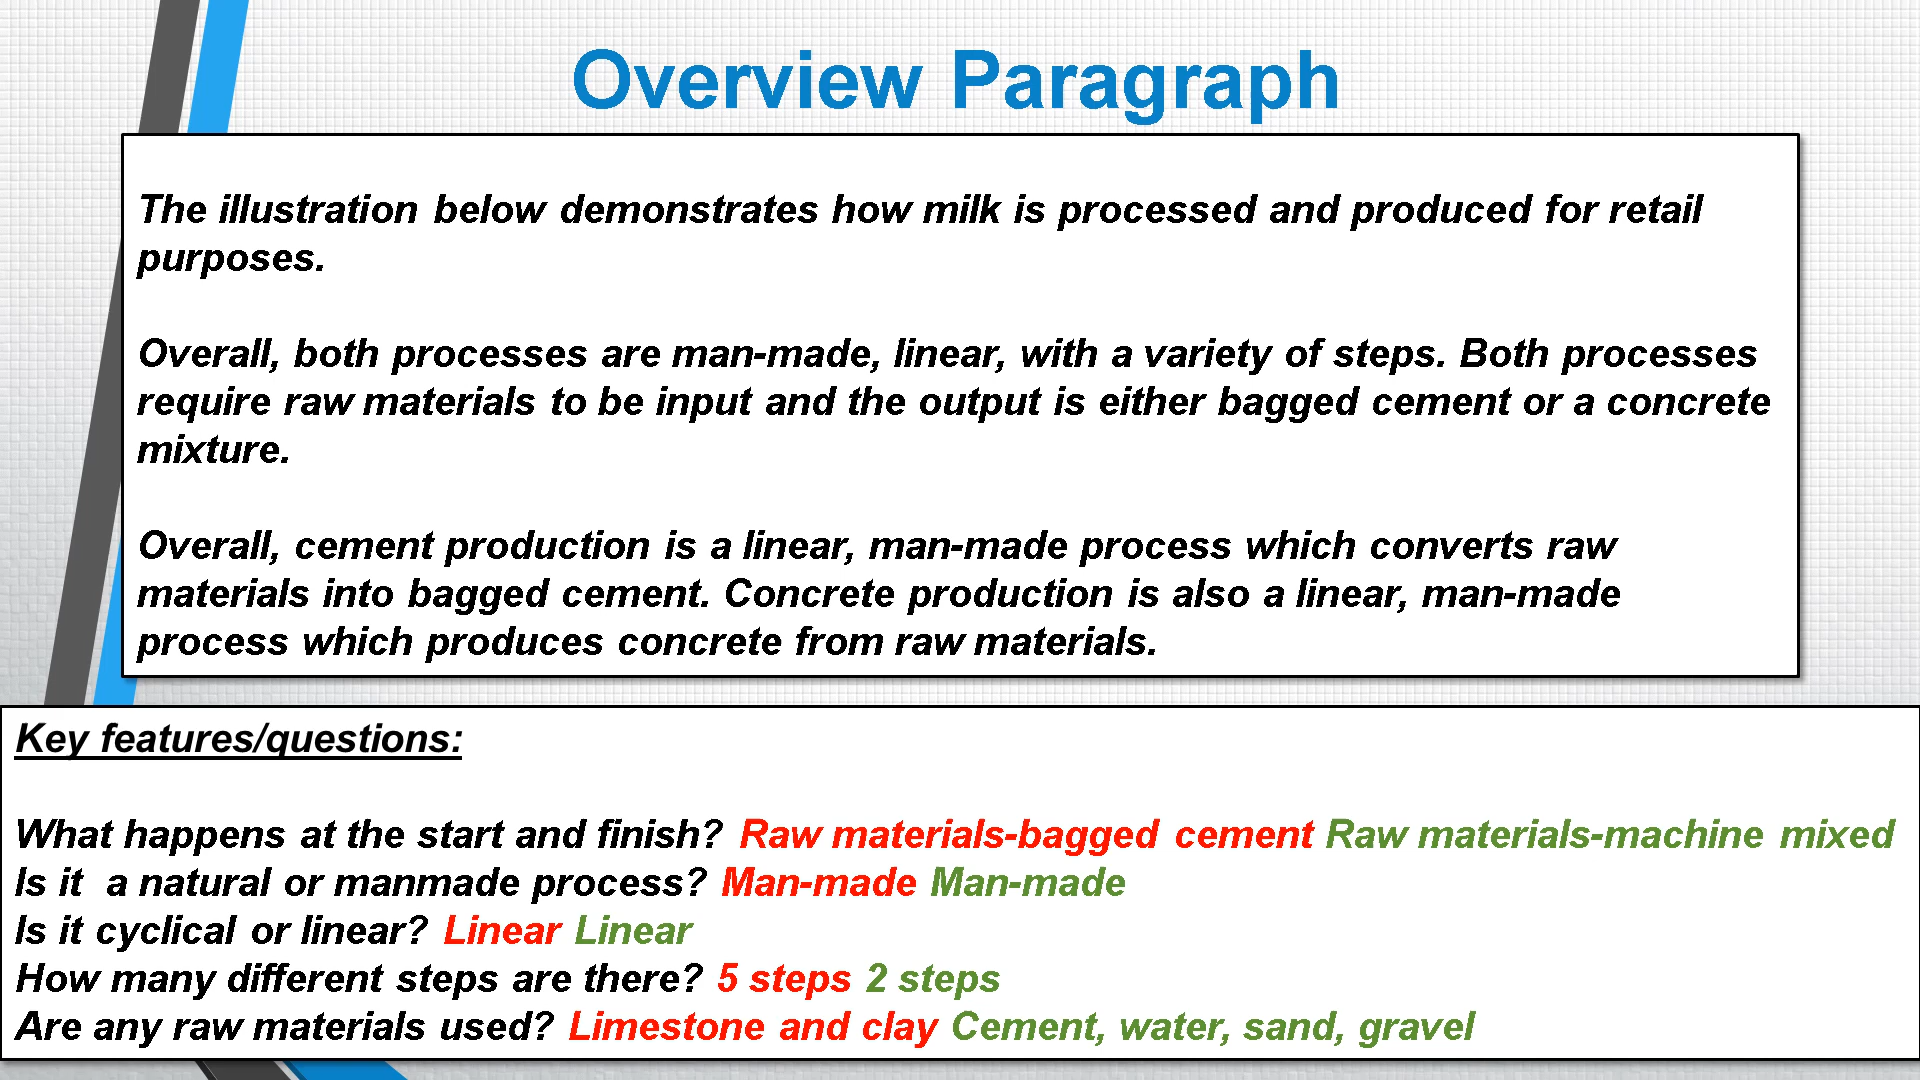 Overview Paragraph
The illustration below demonstrates how milk is processed and produced for retail
purposes.
Overall, both processes are man-made, linear, with a variety of steps. Both processes
require raw materials to be input and the output is either bagged cement or a concrete
mixture.
Overall, cement production is a linear, man-made process which converts raw
materials into bagged cement. Concrete production is also a linear, man-made
process which produces concrete from raw materials.
Key features/questions:
What happens at the start and finish? Raw materials-bagged cement Raw materials-machine mixed
Is it  a natural or manmade process? Man-made Man-made
Is it cyclical or linear? Linear Linear
How many different steps are there? 5 steps 2 steps
Are any raw materials used? Limestone and clay Cement, water, sand, gravel